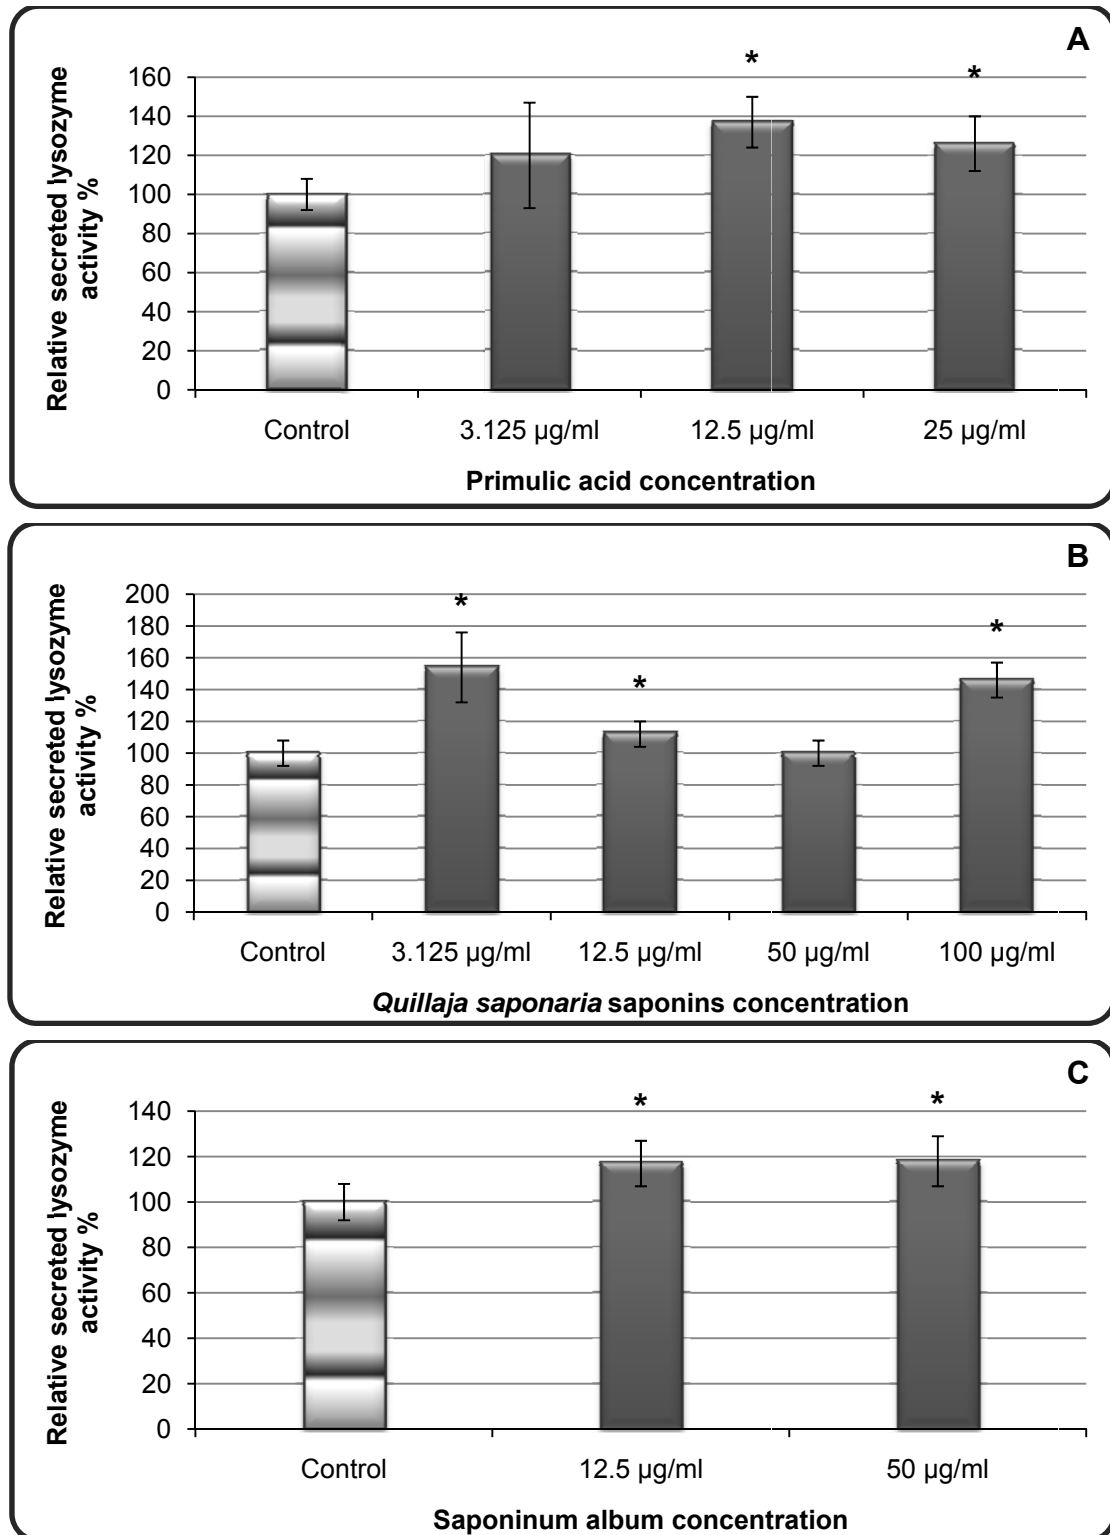 A
Relative secreted lysozyme
activity %
160
140
120
100
80
60
40
20
0
*
*
Control 3.125 µg/ml 12.5 µg/ml 25 µg/ml
Primulic acid concentration
B
Relative secreted lysozyme
activity %
200
180
160
140
120
100
80
60
40
20
0
*
*
*
Control 3.125 µg/ml 12.5 µg/ml 50 µg/ml 100 µg/ml
Quillaja saponaria saponins concentration
C
Relative secreted lysozyme
activity %
140
120
100
80
60
40
20
0
*
*
Control 12.5 µg/ml 50 µg/ml
Saponinum album concentration